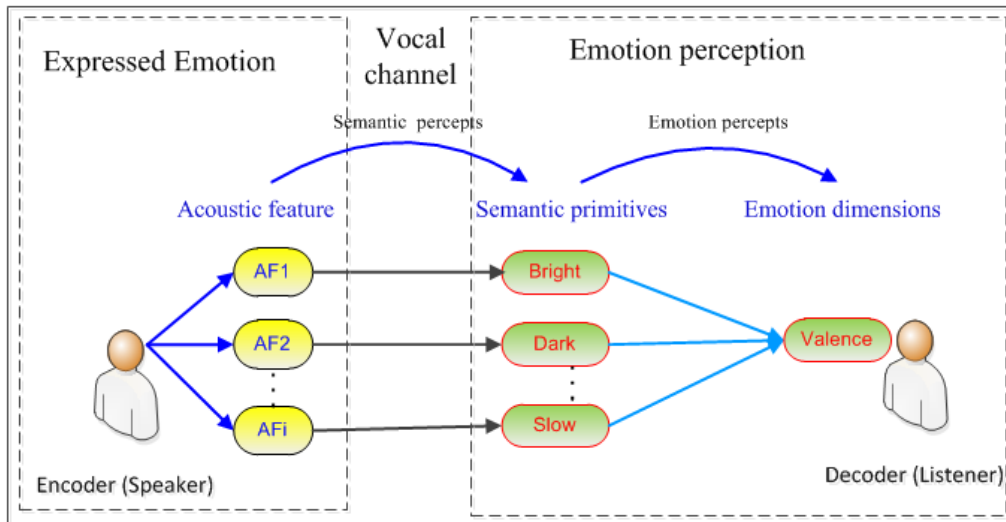 Expressed Emotion
Vocal
channel
Emotion perception
Semantic percepts
Emotion percepts
Acoustic feature
Semantic primitives
Emotion dimensions
AF1
Bright
AF2
Dark
Valence
AFi
Slow
Encoder (Speaker)
Decoder (Listener)